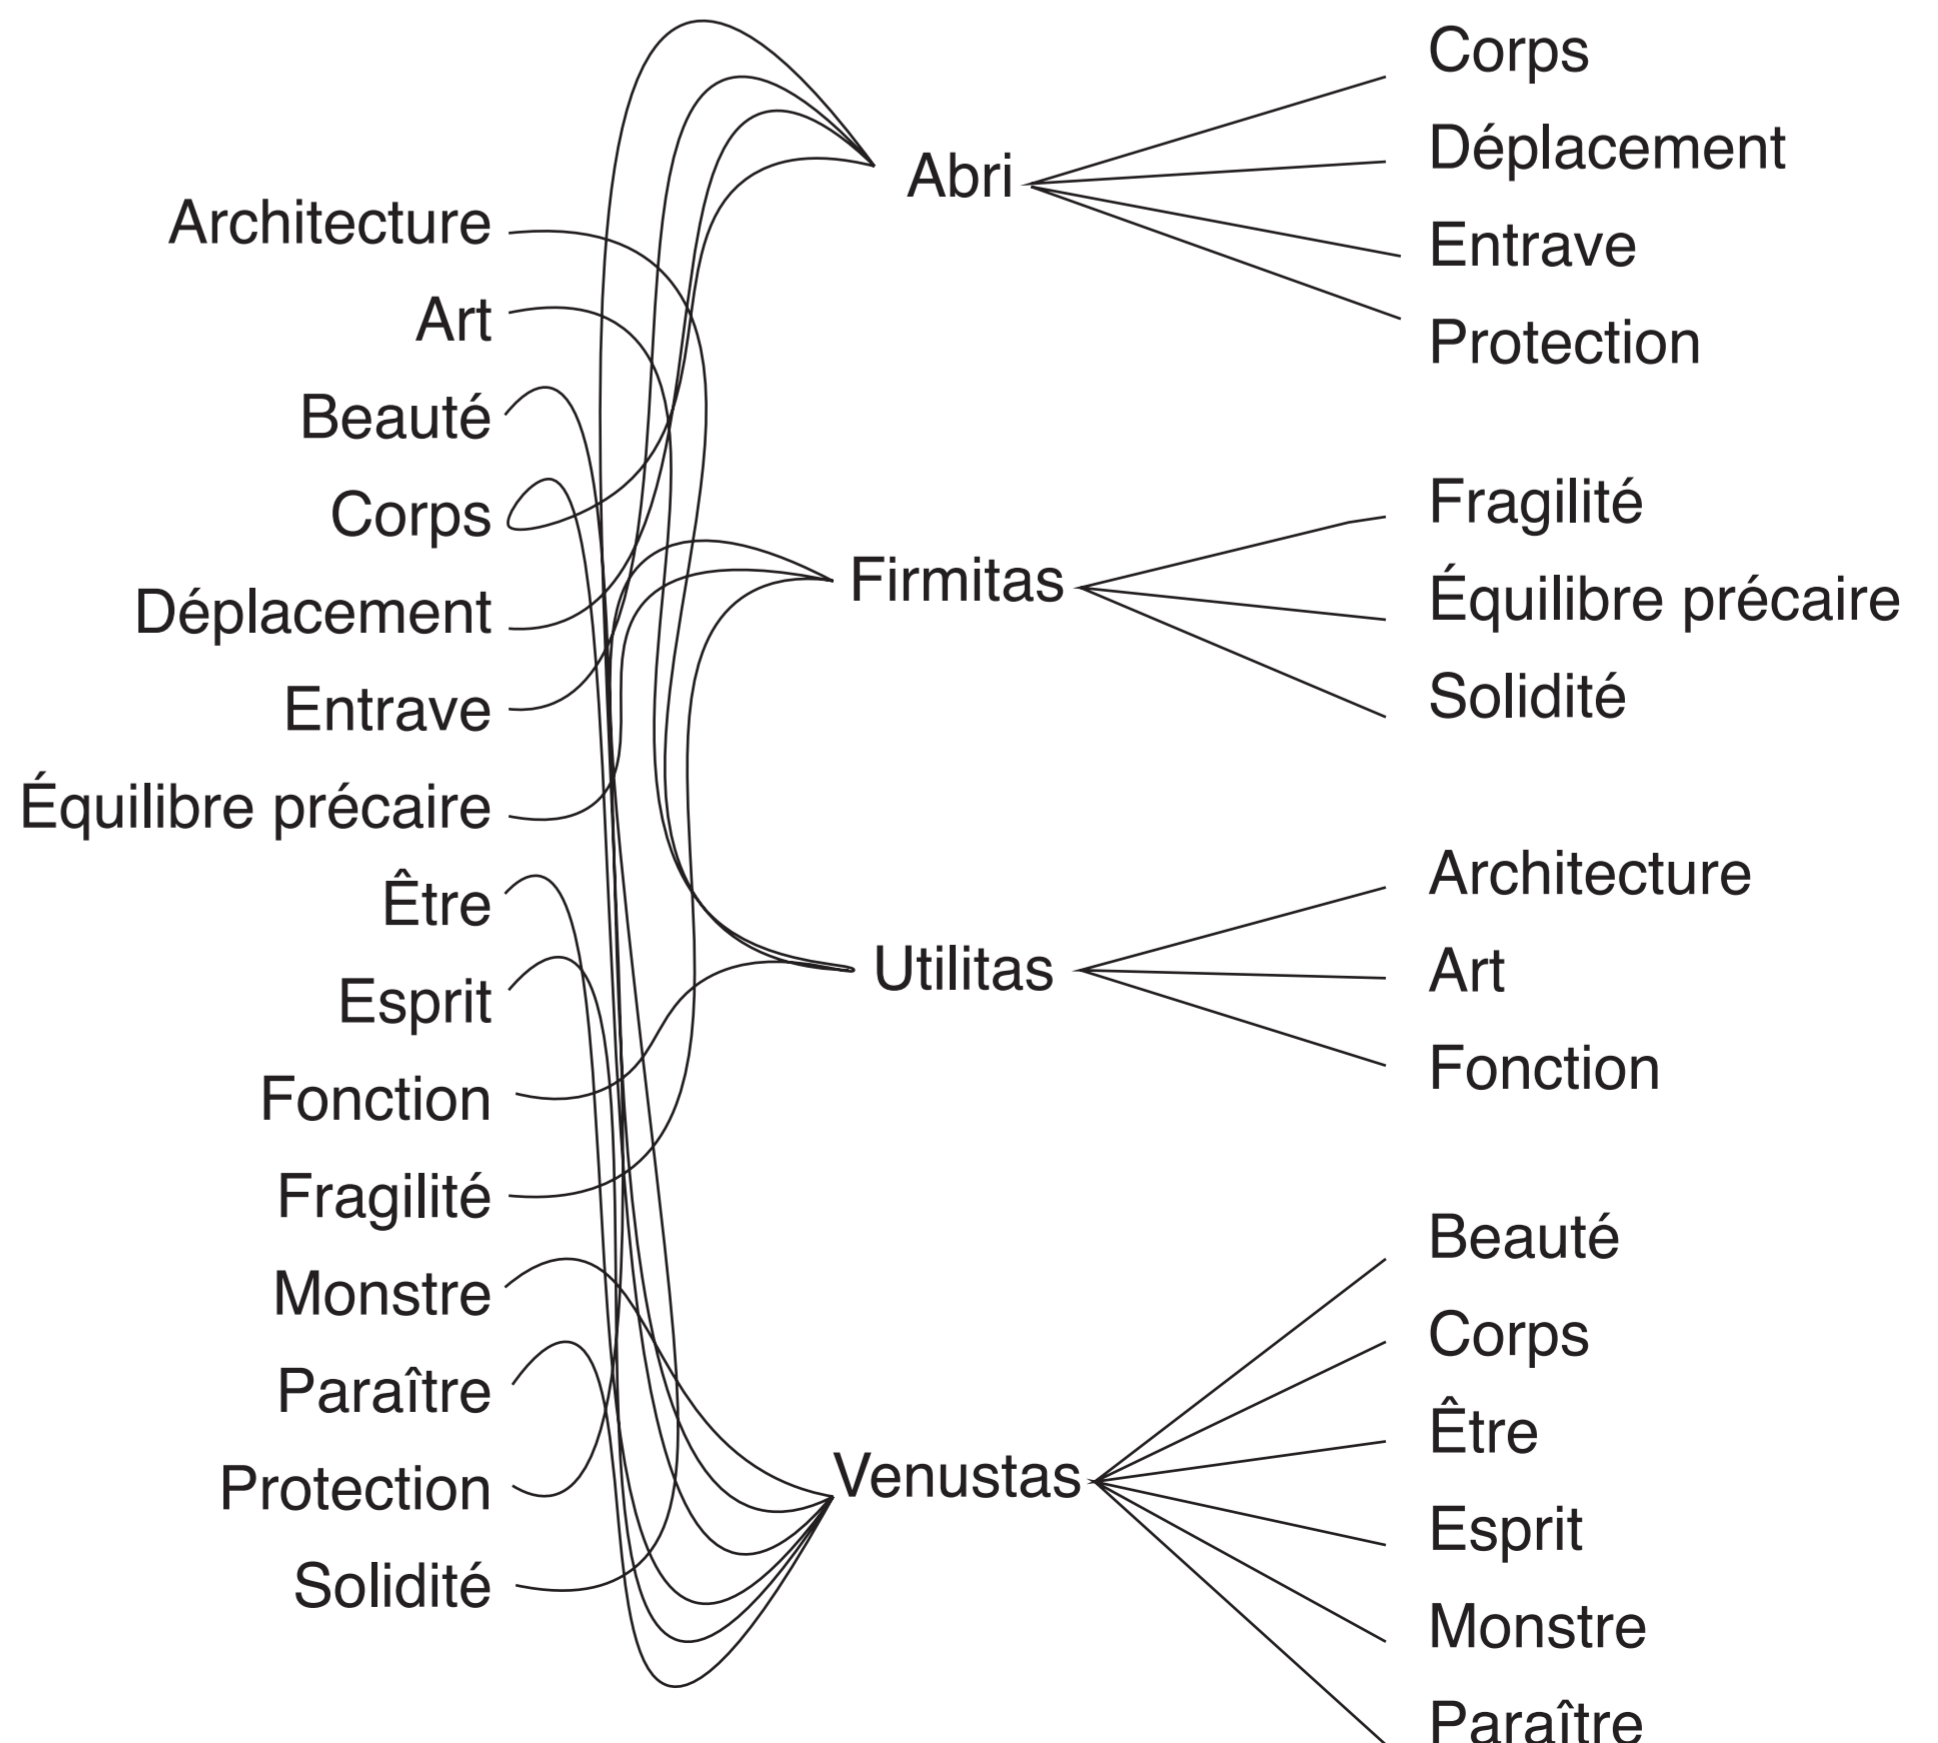 Architecture
Art
Beauté
Corps
Déplacement
Entrave
Équilibre précaire
Être
Esprit
Fonction
Fragilité
Monstre
Paraître
Protection
Solidité
Abri
Firmitas
Utilitas
Venustas
Corps
Déplacement
Entrave
Protection
Fragilité
Équilibre précaire
Solidité
Architecture
Art
Fonction
Beauté
Corps
Être
Esprit
Monstre
Paraître